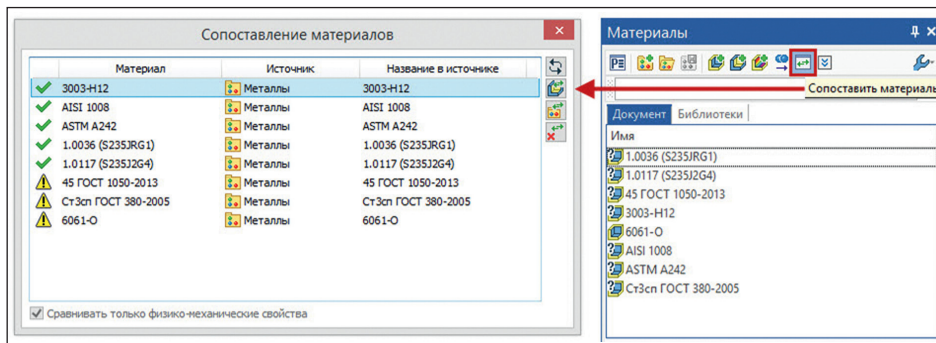 Сопоставление материалов
Материал Источник Название в источнике
3003-H12 Металлы 3003-H12
AISI 1008 Металлы AISI 1008
ASTM A242 Металлы ASTM A242
1.0036 (S235JRG1) Металлы 1.0036 (S235JRG1)
1.0117 (S235J2G4) Металлы 1.0117 (S235J2G4)
45 ГОСТ 1050-2013 Металлы 45 ГОСТ 1050-2013
Ст3сп ГОСТ 380-2005 Металлы Ст3сп ГОСТ 380-2005
6061-O Металлы 6061-O
Сравнивать только физико-механические свойства
Материалы
Сопоставить материаль
Документ Библиотеки
Имя
1.0036 (S235JRG1)
1.0117 (S235J2G4)
45 ГОСТ 1050-2013
3003-H12
6061-O
AISI 1008
ASTM A242
Ст3сп ГОСТ 380-2005